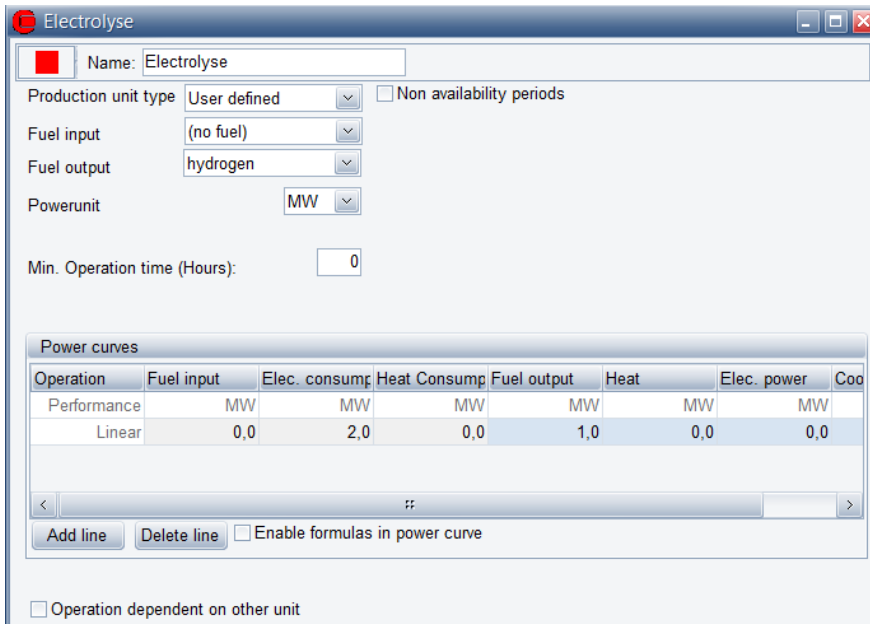 Electrolyse
Name: Electrolyse
Production unit type User defined Non availability periods
Fuel input (no fuel)
Fuel output hydrogen
Powerunit MW
Min. Operation time (Hours): 0
Power curves
Operation Fuel input Elec. consump Heat Consump Fuel output Heat Elec. power Coo
Performance MW MW MW MW MW MW
Linear 0,0 2,0 0,0 1,0 0,0 0,0
Add line Delete line Enable formulas in power curve
Operation dependent on other unit